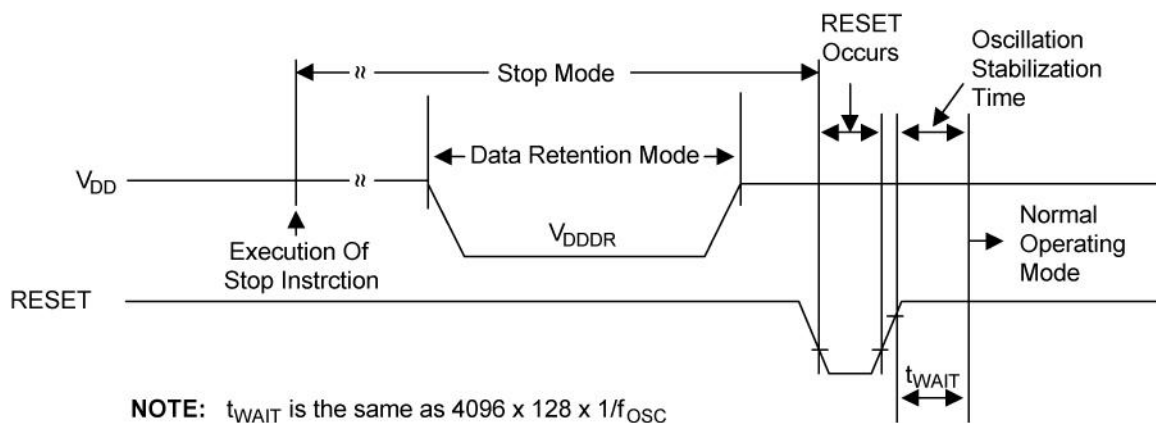 RESET
Occurs
Oscillation
Stabilization
Time
≈ Stop Mode
Data Retention Mode
VDD
≈
VDDDR
Execution Of
Stop Instrction
Normal
Operating
Mode
RESET
tWAIT
NOTE: tWAIT is the same as 4096 x 128 x 1/fOSC